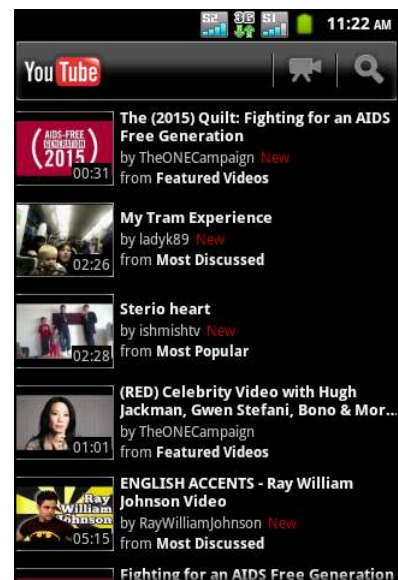 S2 3G S1 11:22 AM
YouTube
The (2015) Quilt: Fighting for an AIDS
Free Generation
by TheONECampaign New
from Featured Videos
AIDS-FREE
GENERATION
2015
00:31
My Tram Experience
by ladyk89 New
from Most Discussed
02:26
Sterio heart
by ishmishtv New
from Most Popular
02:28
(RED) Celebrity Video with Hugh
Jackman, Gwen Stefani, Bono & Mor...
by TheONECampaign
from Featured Videos
01:01
ENGLISH ACCENTS - Ray William
Johnson Video
by RayWilliamJohnson New
from Most Discussed
Ray
William
Johnson
05:15
Fighting for an AIDS Free Generation